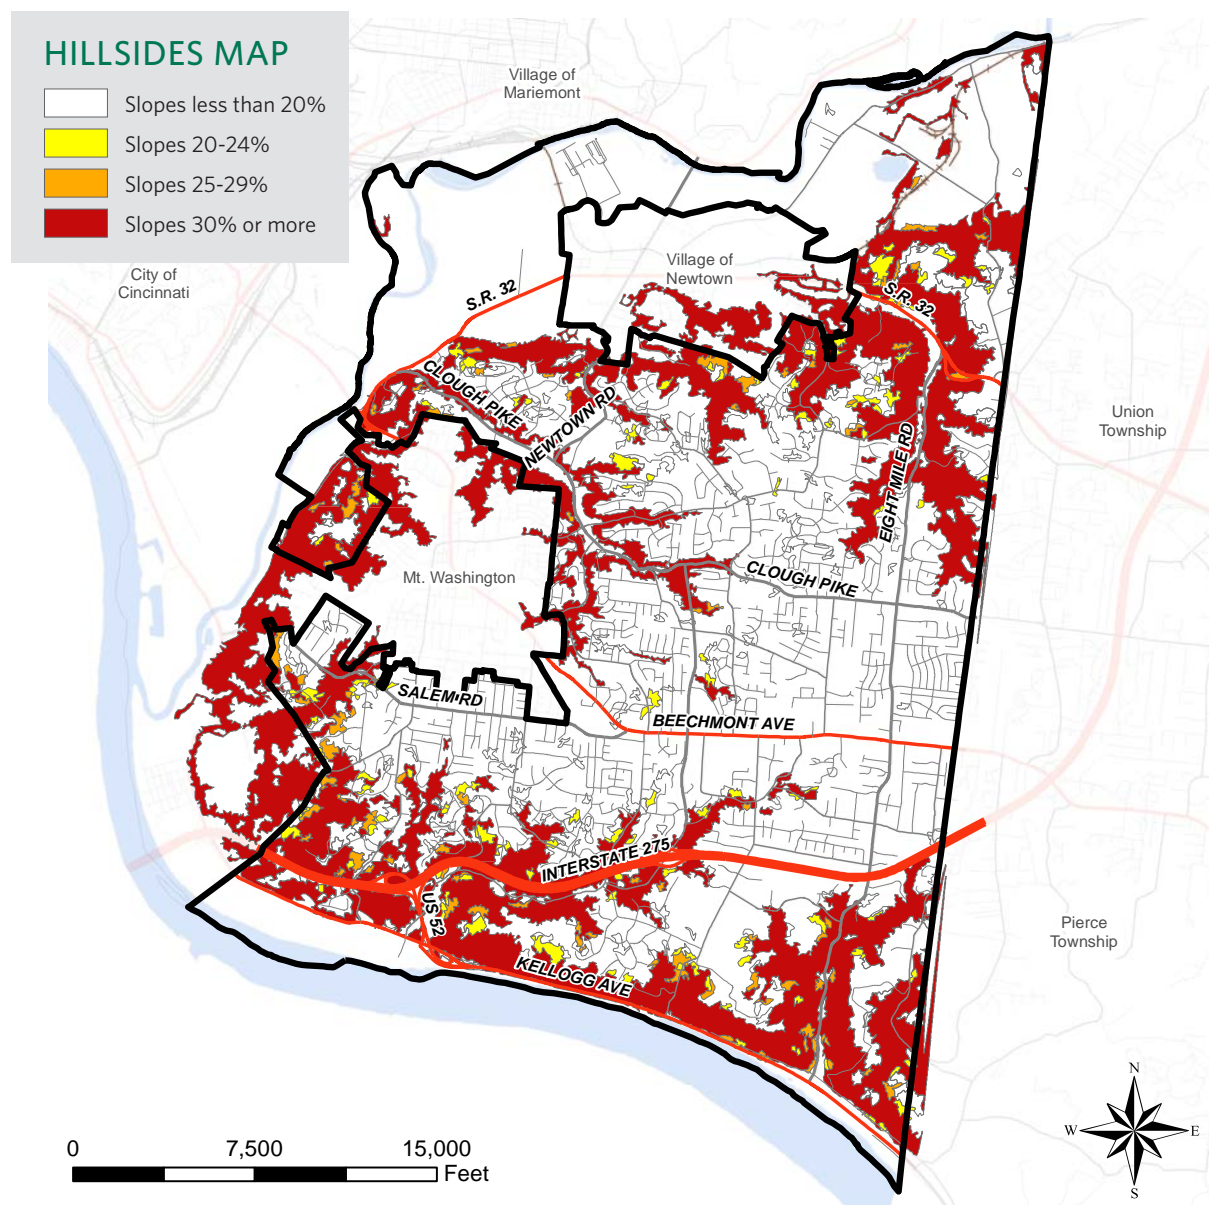 HILLSIDES MAP
Slopes less than 20%
Slopes 20-24%
Slopes 25-29%
Slopes 30% or more
Village of
Mariemont
City of
Cincinnati
Village of
Newtown
S.R. 32
S.R. 32
CLOUGH PIKE
NEWTOWN RD
Union
Township
EIGHT MILE RD
Mt. Washington
CLOUGH PIKE
SALEM RD
BEECHMONT AVE
INTERSTATE 275
US 52
Pierce
Township
KELLOGG AVE
N
W
E
S
0
7,500
15,000
Feet